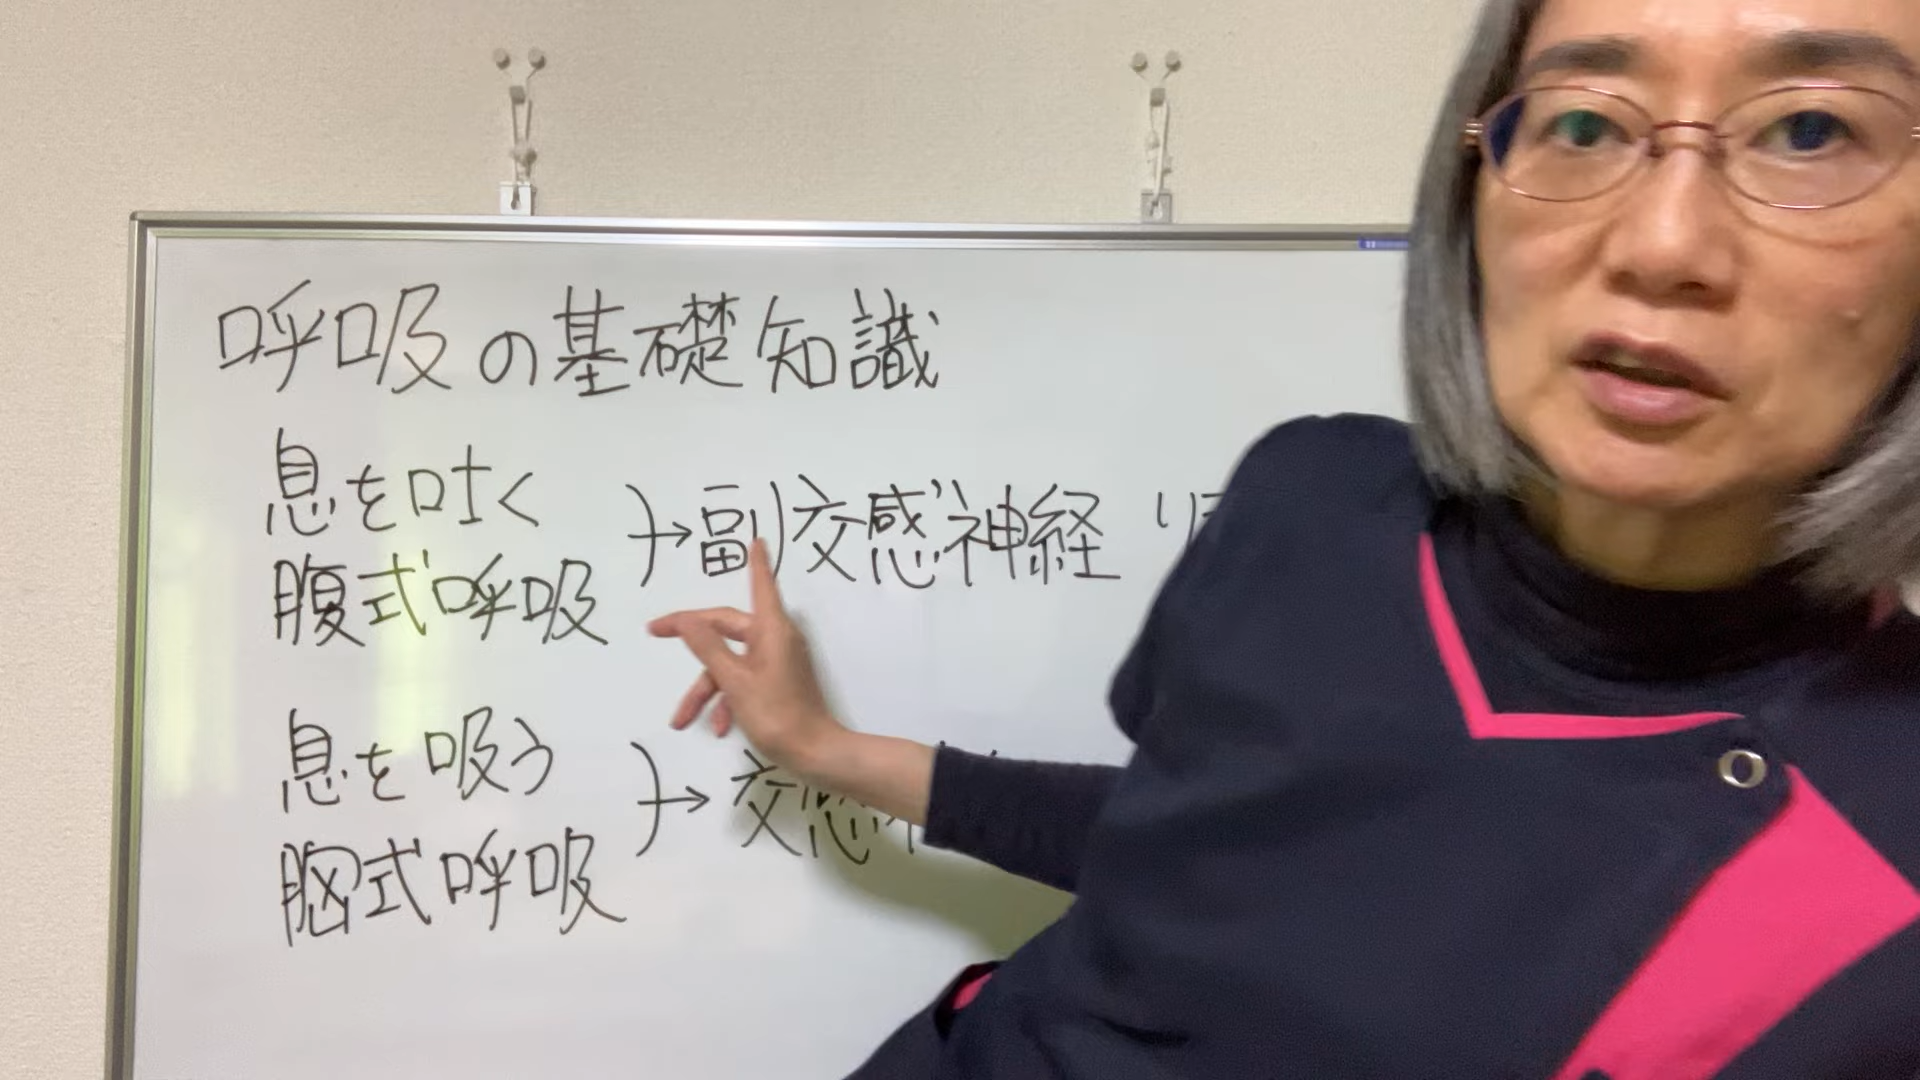 呼吸の基礎知識
息を吐く
腹式呼吸
→副交感神経
息を吸う
胸式呼吸
→交感